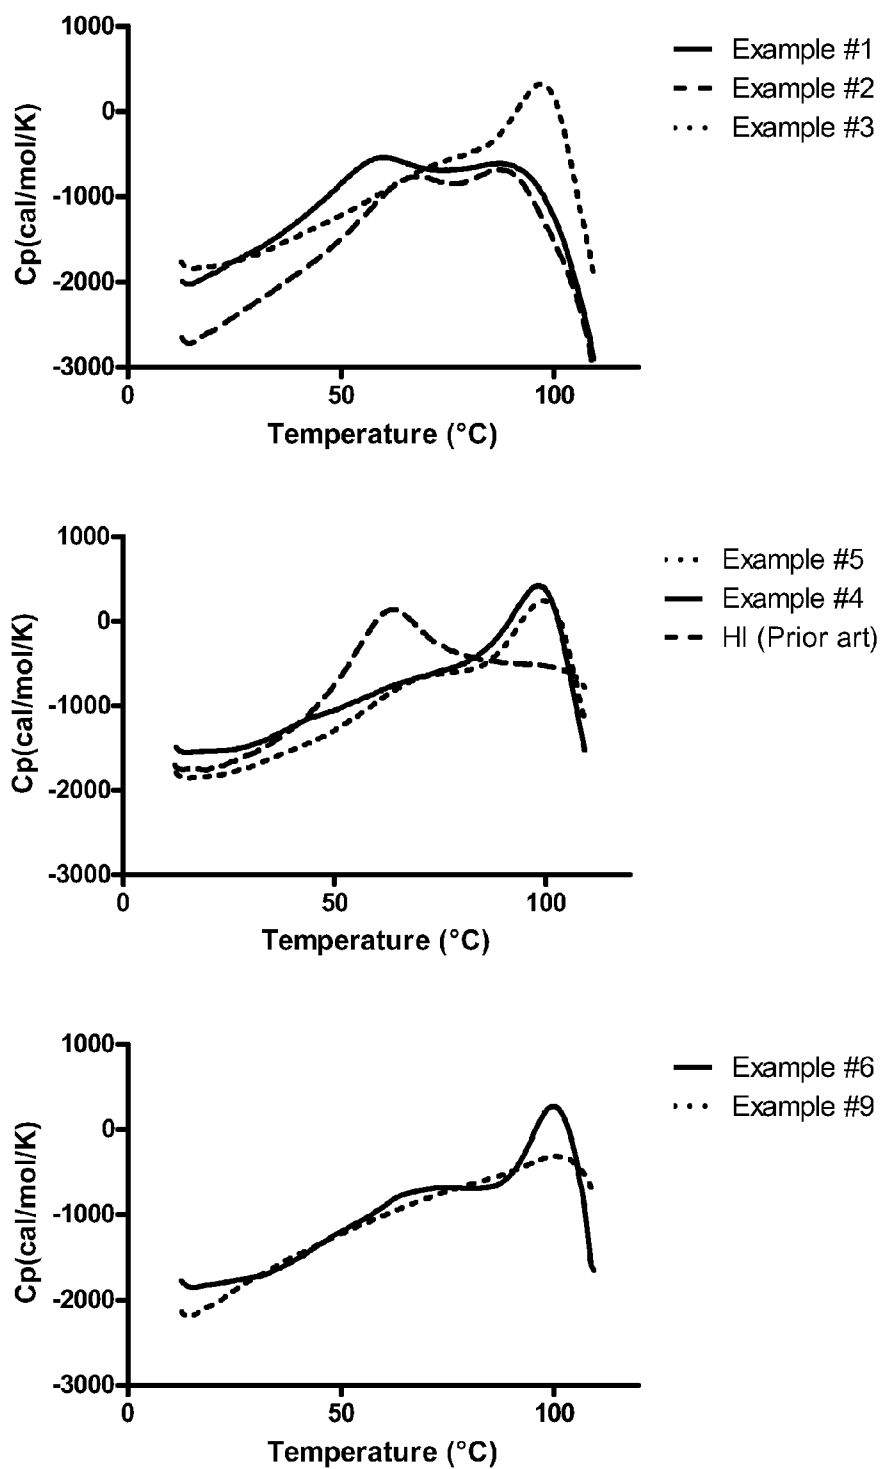 1000
0
-1000
-2000
-3000
Cp(cal/mol/K)
0 50 100
Temperature (°C)
Example #1
Example #2
Example #3
1000
0
-1000
-2000
-3000
Cp(cal/mol/K)
0 50 100
Temperature (°C)
Example #5
Example #4
HI (Prior art)
1000
0
-1000
-2000
-3000
Cp(cal/mol/K)
0 50 100
Temperature (°C)
Example #6
Example #9